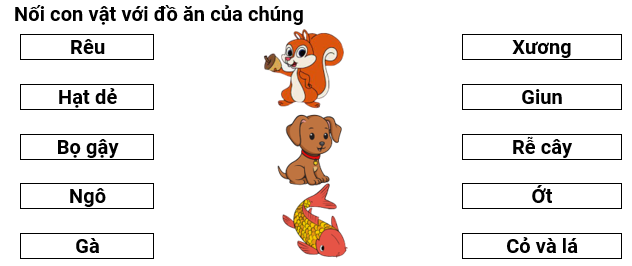 Nối con vật với đồ ăn của chúng
Rêu
Xương
Hạt dẻ
Giun
Bọ gậy
Rễ cây
Ngô
Ớt
Gà
Cỏ và lá